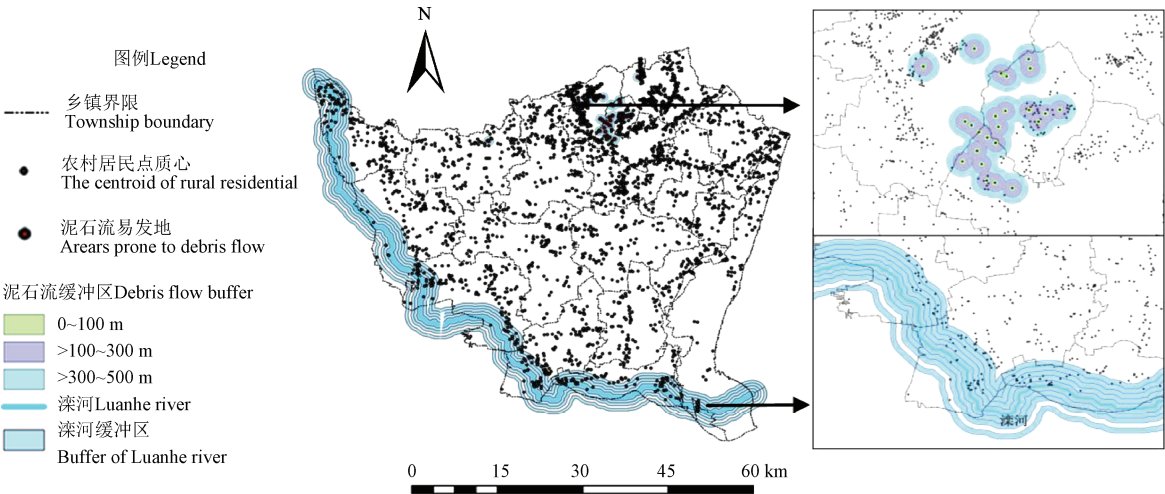 图例Legend
乡镇界限
Township boundary
农村居民点质心
The centroid of rural residential
泥石流易发地
Arears prone to debris flow
泥石流缓冲区Debris flow buffer
0~100 m
>100~300 m
>300~500 m
滦河Luanhe river
滦河缓冲区
Buffer of Luanhe river
N
滦河
0 15 30 45 60 km